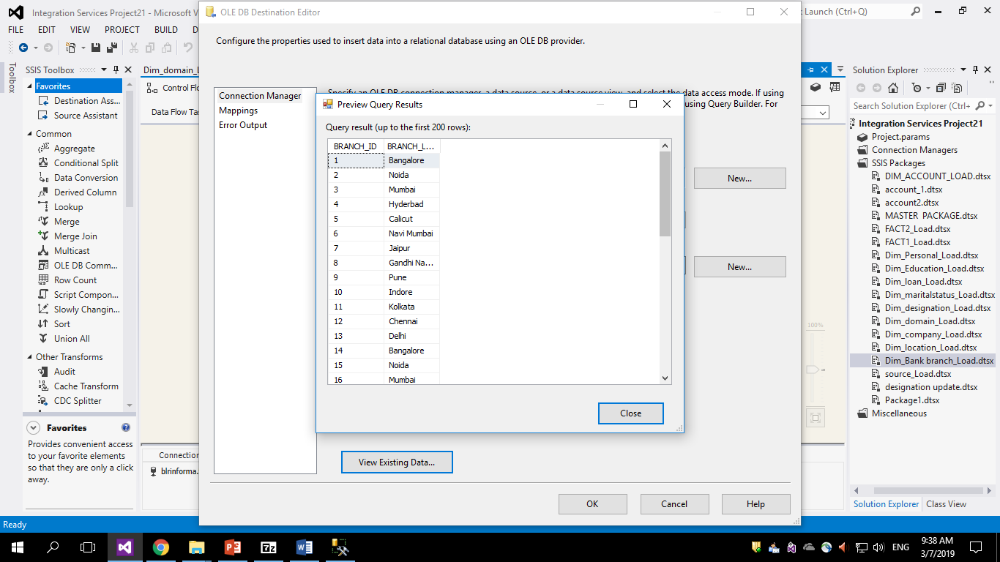 Integration Services Project21 - Microsoft V
Launch (Ctrl+Q)
FILE EDIT VIEW PROJECT BUILD D
Toolbox
SSIS Toolbox
Favorites
Destination Ass...
Source Assistant
Common
Aggregate
Conditional Split
Data Conversion
Derived Column
Lookup
Merge
Merge Join
Multicast
OLE DB Comm...
Row Count
Script Compon...
Slowly Changin...
Sort
Union All
Other Transforms
Audit
Cache Transform
CDC Splitter
Favorites
Provides convenient access
to your favorite elements
so that they are only a click
away.
Dim_domain_
Control Flo
Data Flow Tas
Connection
blrinforma.
OLE DB Destination Editor
Configure the properties used to insert data into a relational database using an OLE DB provider.
Connection Manager
Mappings
Error Output
Specify an OLE DB connection manager, a data source, or a data source view, and select the data access mode. If using
using Query Builder. For
New...
New...
Preview Query Results
Query result (up to the first 200 rows):
BRANCH_ID BRANCH_L...
1 Bangalore
2 Noida
3 Mumbai
4 Hyderbad
5 Calicut
6 Navi Mumbai
7 Jaipur
8 Gandhi Na...
9 Pune
10 Indore
11 Kolkata
12 Chennai
13 Delhi
14 Bangalore
15 Noida
16 Mumbai
Close
View Existing Data...
OK Cancel Help
100%
Solution Explorer
Search Solution Explorer (Ctrl+
Integration Services Project21
Project.params
Connection Managers
SSIS Packages
DIM_ACCOUNT_LOAD.dtsx
account_1.dtsx
account2.dtsx
MASTER PACKAGE.dtsx
FACT2_Load.dtsx
FACT1_Load.dtsx
Dim_Personal_Load.dtsx
Dim_Education_Load.dtsx
Dim_loan_Load.dtsx
Dim_maritalstatus_Load.dtsx
Dim_designation_Load.dtsx
Dim_domain_Load.dtsx
Dim_company_Load.dtsx
Dim_location_Load.dtsx
Dim_Bank branch_Load.dtsx
source_Load.dtsx
designation update.dtsx
Package1.dtsx
Miscellaneous
Solution Explorer Class View
Ready
7z
ENG
9:38 AM
3/7/2019